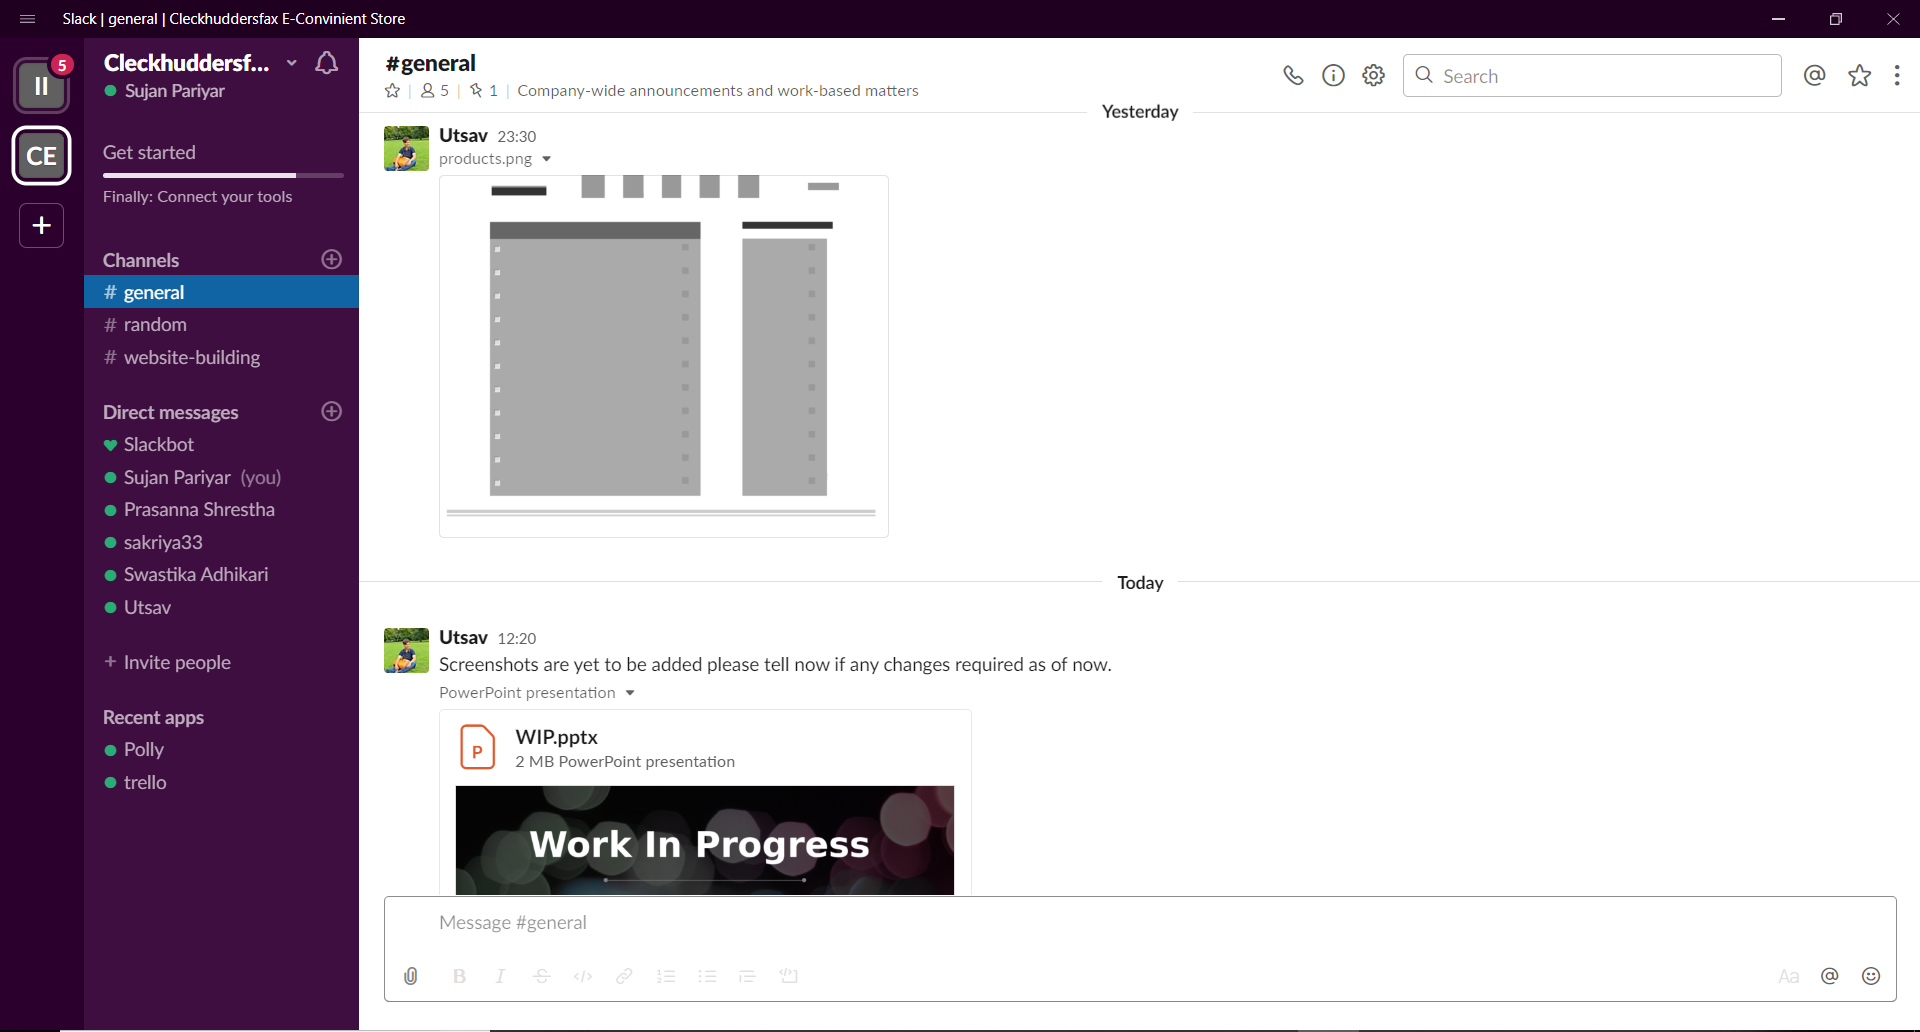 Slack | general | Cleckhuddersfax E-Convinient Store
II
5
CE
+
Cleckhuddersf...
Sujan Pariyar
Get started
Finally: Connect your tools
Channels
# general
# random
# website-building
Direct messages
Slackbot
Sujan Pariyar (you)
Prasanna Shrestha
sakriya33
Swastika Adhikari
Utsav
+ Invite people
Recent apps
Polly
trello
#general
5 | 1 | Company-wide announcements and work-based matters
Search
Yesterday
Utsav 23:30
products.png
Today
Utsav 12:20
Screenshots are yet to be added please tell now if any changes required as of now.
PowerPoint presentation
P
WIP.pptx
2 MB PowerPoint presentation
Work In Progress
Message #general
B I S </> Aa @